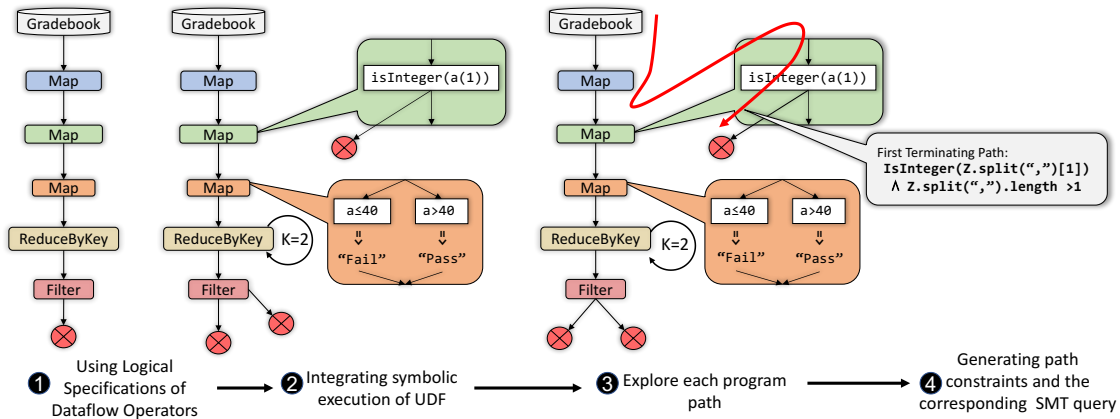 Gradebook
Map
Map
Map
ReduceByKey
Filter
Gradebook
Map
Map
Map
ReduceByKey
Filter
K=2
isInteger(a(1))
a≤40
a>40
=>
=>
“Fail”
“Pass”
Gradebook
Map
Map
Map
ReduceByKey
Filter
K=2
isInteger(a(1))
a≤40
a>40
=>
=>
“Fail”
“Pass”
First Terminating Path:
IsInteger(Z.split(“,”)[1])
∧ Z.split(“,”).length >1
1 Using Logical
Specifications of
Dataflow Operators
2 Integrating symbolic
execution of UDF
3 Explore each program
path
4 Generating path
constraints and the
corresponding SMT query